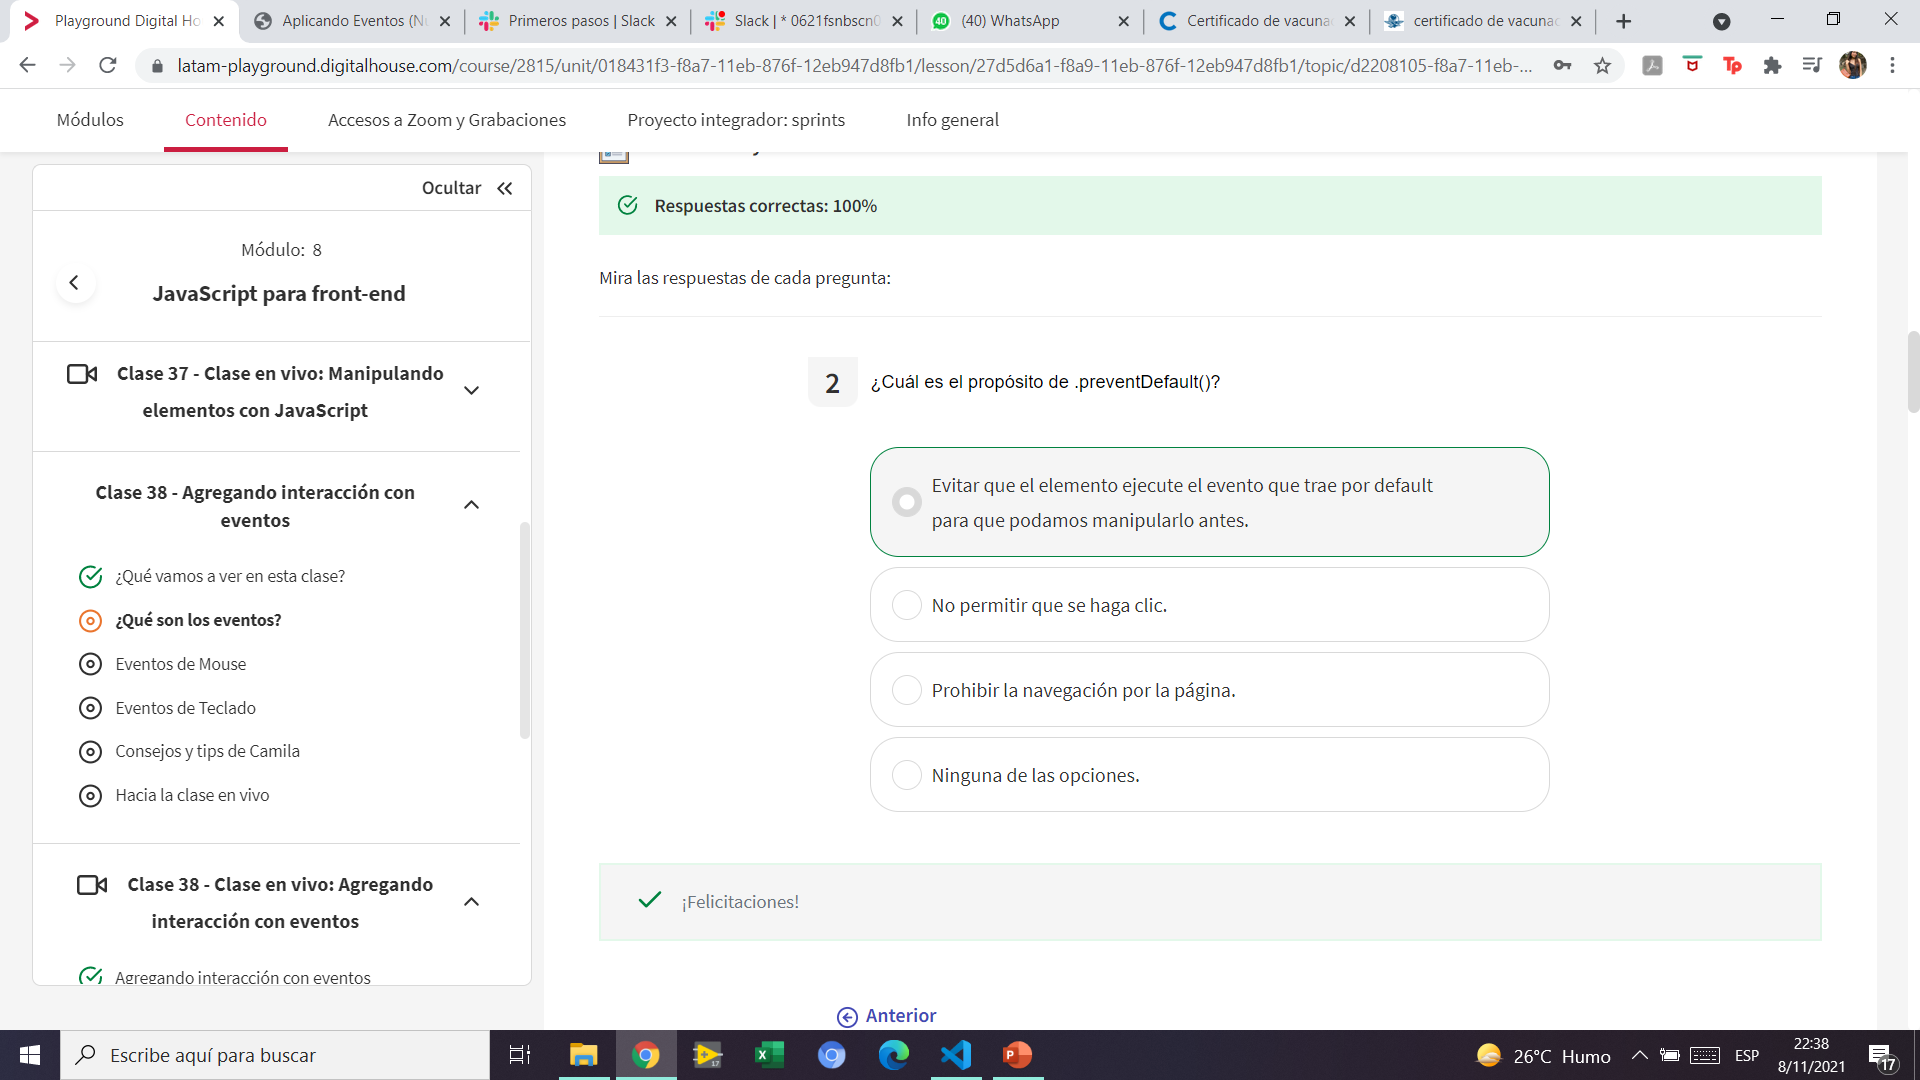 Playground Digital Ho
Aplicando Eventos (N
Primeros pasos | Slack
Slack | * 0621fsnbscn0
(40) WhatsApp
Certificado de vacuna
certificado de vacunac
latam-playground.digitalhouse.com/course/2815/unit/018431f3-f8a7-11eb-876f-12eb947d8fb1/lesson/27d5d6a1-f8a9-11eb-876f-12eb947d8fb1/topic/d2208105-f8a7-11eb-...
Módulos
Contenido
Accesos a Zoom y Grabaciones
Proyecto integrador: sprints
Info general
Ocultar
Módulo: 8
JavaScript para front-end
Clase 37 - Clase en vivo: Manipulando
elementos con JavaScript
Clase 38 - Agregando interacción con
eventos
¿Qué vamos a ver en esta clase?
¿Qué son los eventos?
Eventos de Mouse
Eventos de Teclado
Consejos y tips de Camila
Hacia la clase en vivo
Clase 38 - Clase en vivo: Agregando
interacción con eventos
Agregando interacción con eventos
Respuestas correctas: 100%
Mira las respuestas de cada pregunta:
2
¿Cuál es el propósito de .preventDefault()?
Evitar que el elemento ejecute el evento que trae por default
para que podamos manipularlo antes.
No permitir que se haga clic.
Prohibir la navegación por la página.
Ninguna de las opciones.
¡Felicitaciones!
Anterior
Escribe aquí para buscar
26°C Humo
ESP
22:38
8/11/2021
17